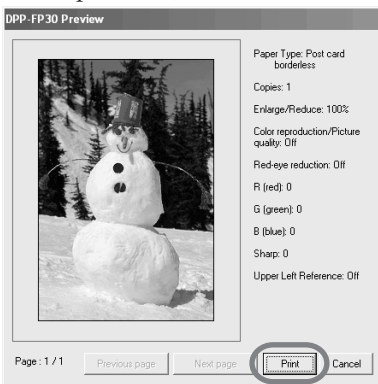 DPP-FP30 Preview
Paper Type: Post card
borderless
Copies: 1
Enlarge/Reduce: 100%
Color reproduction/Picture
quality: Off
Red-eye reduction: Off
R (red): 0
G (green): 0
B (blue): 0
Sharp: 0
Upper Left Reference: Off
Page : 1 / 1
Previous page
Next page
Print
Cancel